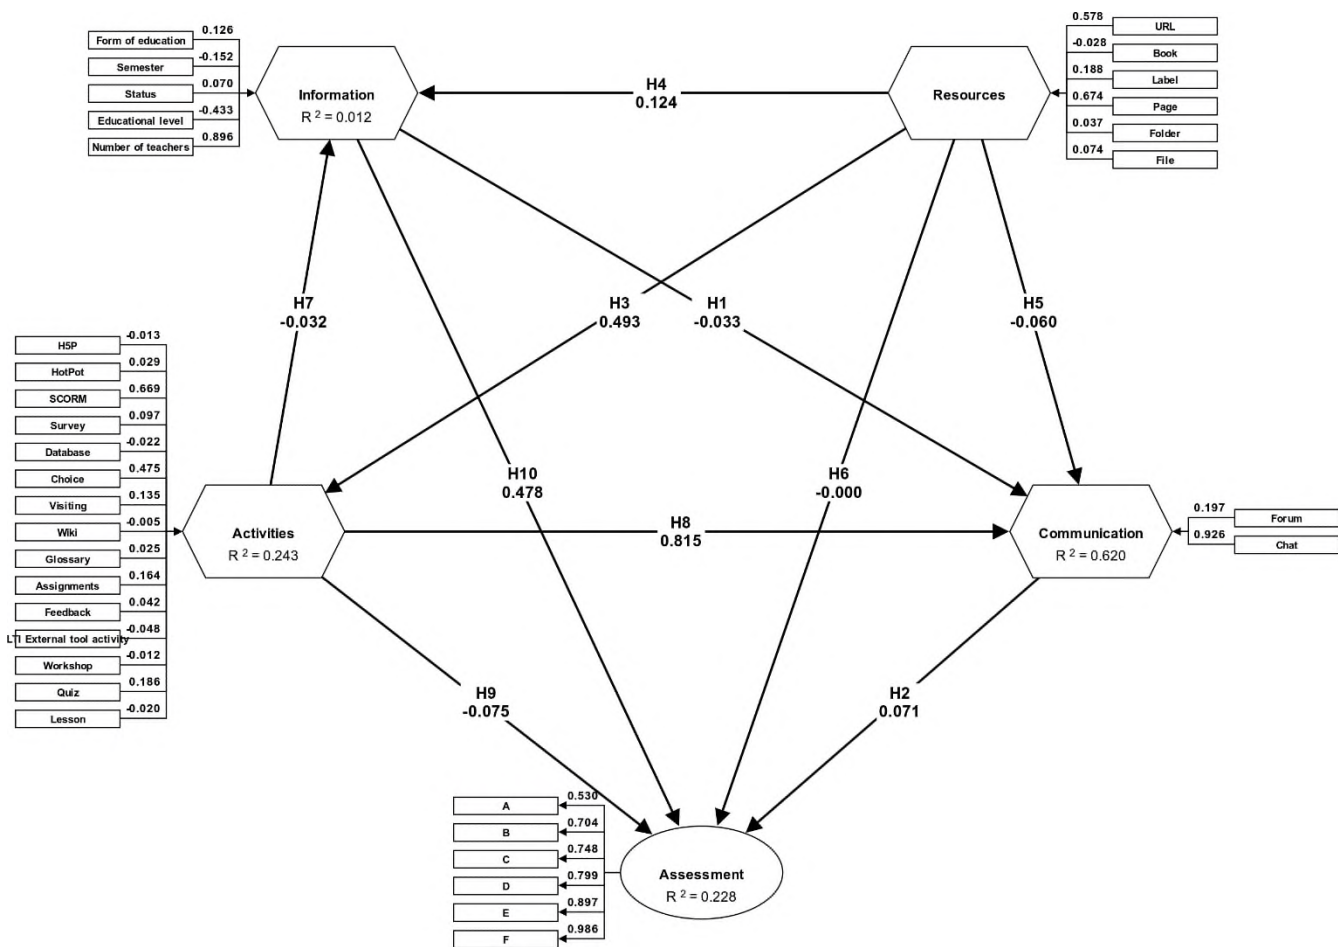 Form of education
0.126
Semester
-0.152
Status
0.070
Educational level
-0.433
Number of teachers
0.896
Information
R² = 0.012
H4
0.124
Resources
0.578
URL
-0.028
Book
0.188
Label
0.674
Page
0.037
Folder
0.074
File
H7
-0.032
H3
0.493
H1
-0.033
H5
-0.060
H5P
-0.013
HotPot
0.029
SCORM
0.669
Survey
0.097
Database
-0.022
Choice
0.475
Visiting
0.135
Wiki
-0.005
Glossary
0.025
Assignments
0.164
Feedback
0.042
LTI External tool activity
-0.048
Workshop
-0.012
Quiz
0.186
Lesson
-0.020
Activities
R² = 0.243
H10
0.478
H6
-0.000
H8
0.815
Communication
R² = 0.620
0.197
Forum
0.926
Chat
H9
-0.075
H2
0.071
A
0.530
B
0.704
C
0.748
D
0.799
E
0.897
F
0.986
Assessment
R² = 0.228